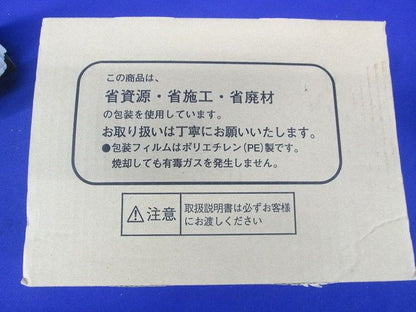 この商品は、
省資源・省施工・省廃材
の包装を使用しています。
お取り扱いは丁寧にお願いいたします。
●包装フィルムはポリエチレン(PE)製です。
焼却しても有毒ガスを発生しません。
⚠注意
取扱説明書は必ずお客様
にお渡しください